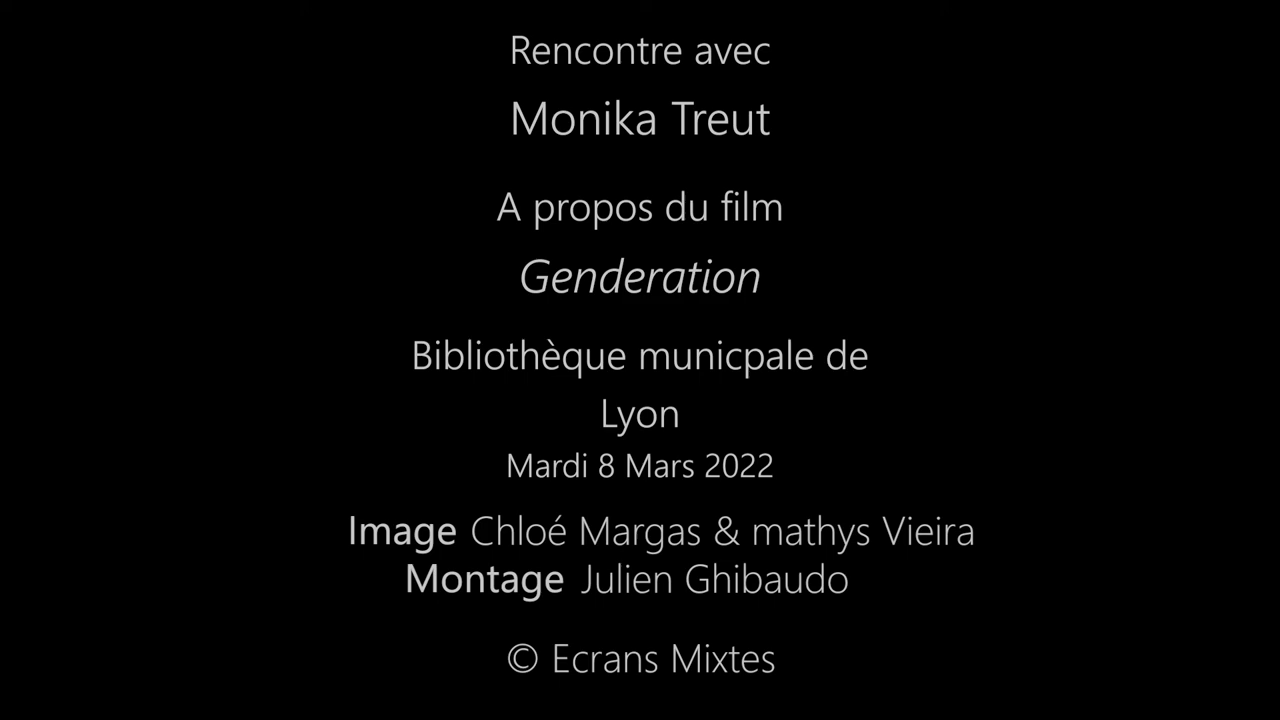 Rencontre avec
Monika Treut
A propos du film
Genderation
Bibliothèque municpale de
Lyon
Mardi 8 Mars 2022
Image Chloé Margas & mathys Vieira
Montage Julien Ghibaudo
© Ecrans Mixtes